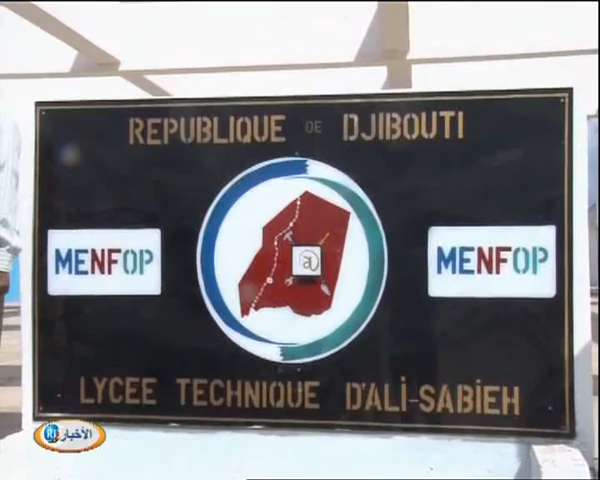 REPUBLIQUE DE DJIBOUTI
MENFOP
MENFOP
LYCEE TECHNIQUE D'ALI-SABIEH
الأخبار